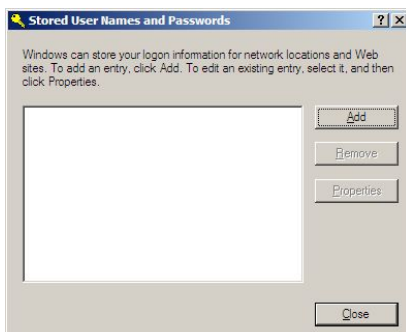 Stored User Names and Passwords
Windows can store your logon information for network locations and Web
sites. To add an entry, click Add. To edit an existing entry, select it, and then
click Properties.
Add
Remove
Properties
Close